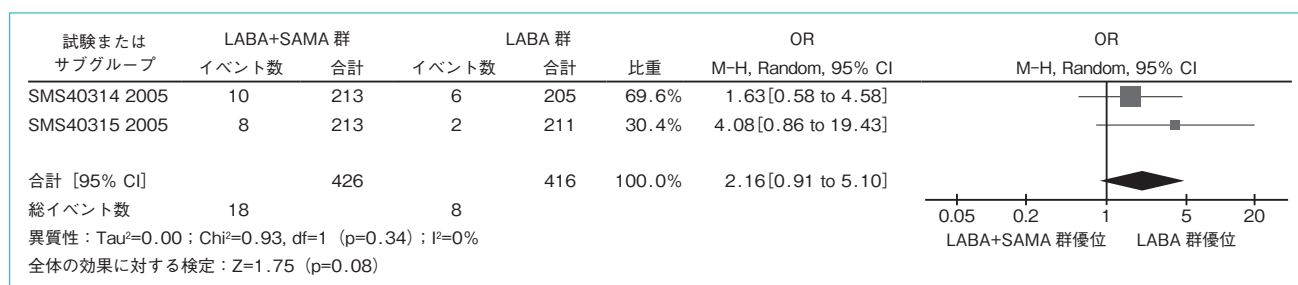 試験または LABA+SAMA 群 LABA 群 OR OR
サブグループ イベント数 合計 イベント数 合計 比重 M-H, Random, 95% CI M-H, Random, 95% CI
SMS40314 2005 10 213 6 205 69.6% 1.63[0.58 to 4.58]
SMS40315 2005 8 213 2 211 30.4% 4.08[0.86 to 19.43]
合計［95% CI］ 426 416 100.0% 2.16[0.91 to 5.10]
総イベント数 18 8
0.05 0.2 1 5 20
異質性：Tau²=0.00；Chi²=0.93, df=1（p=0.34）；I²=0%
LABA+SAMA 群優位 LABA 群優位
全体の効果に対する検定：Z=1.75（p=0.08）